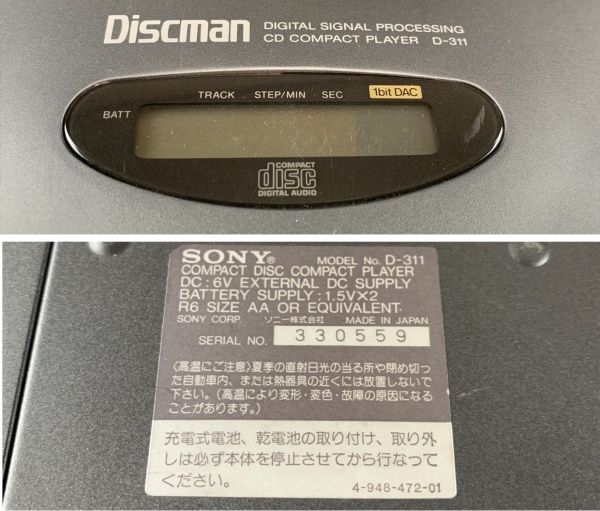 Discman DIGITAL SIGNAL PROCESSING
CD COMPACT PLAYER D-311
TRACK STEP/MIN SEC 1bit DAC
BATT
COMPACT
disc
DIGITAL AUDIO
SONY® MODEL No. D-311
COMPACT DISC COMPACT PLAYER
DC : 6V EXTERNAL DC SUPPLY
BATTERY SUPPLY : 1.5V×2
R6 SIZE AA OR EQUIVALENT.
SONY CORP. ソニー株式会社 MADE IN JAPAN
SERIAL NO. 330559
〈高温にご注意〉夏季の直射日光の当る所や閉め切っ
た自動車内、または熱器具の近くには放置しないで下
さい。(高温により変形・変色・故障の原因になる
ことがあります。)
充電式電池、乾電池の取り付け、取り外
しは必ず本体を停止させてから行なって
ください。
4-948-472-01